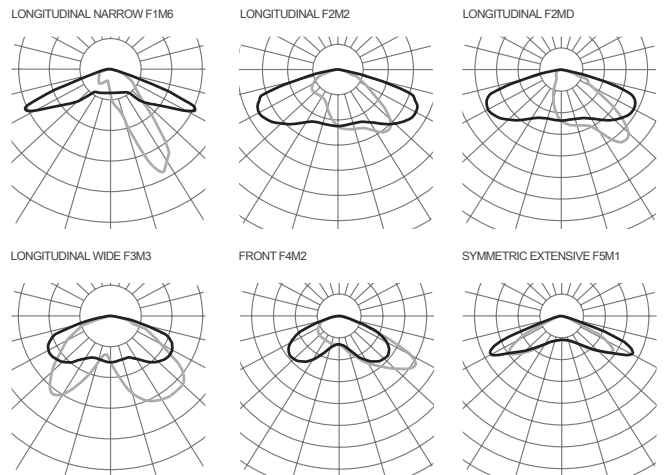 LONGITUDINAL NARROW F1M6
LONGITUDINAL F2M2
LONGITUDINAL F2MD
LONGITUDINAL WIDE F3M3
FRONT F4M2
SYMMETRIC EXTENSIVE F5M1